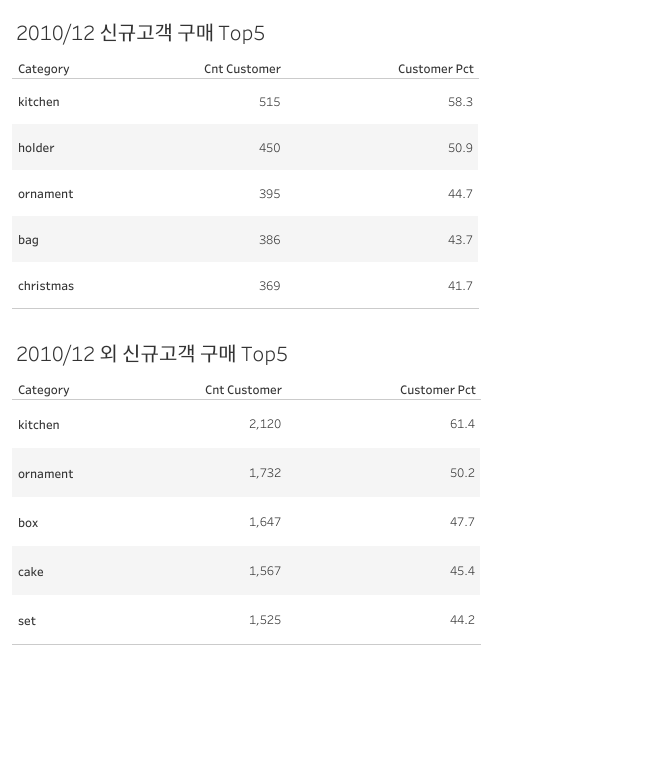 2010/12 신규고객 구매 Top5
Category Cnt Customer Customer Pct
kitchen 515 58.3
holder 450 50.9
ornament 395 44.7
bag 386 43.7
christmas 369 41.7
2010/12 외 신규고객 구매 Top5
Category Cnt Customer Customer Pct
kitchen 2,120 61.4
ornament 1,732 50.2
box 1,647 47.7
cake 1,567 45.4
set 1,525 44.2